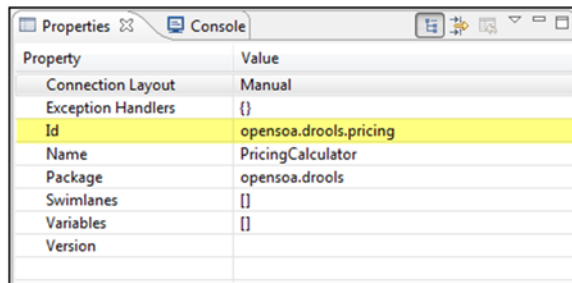 Properties Console
Property Value
Connection Layout Manual
Exception Handlers {}
Id opensoa.drools.pricing
Name PricingCalculator
Package opensoa.drools
Swimlanes []
Variables []
Version